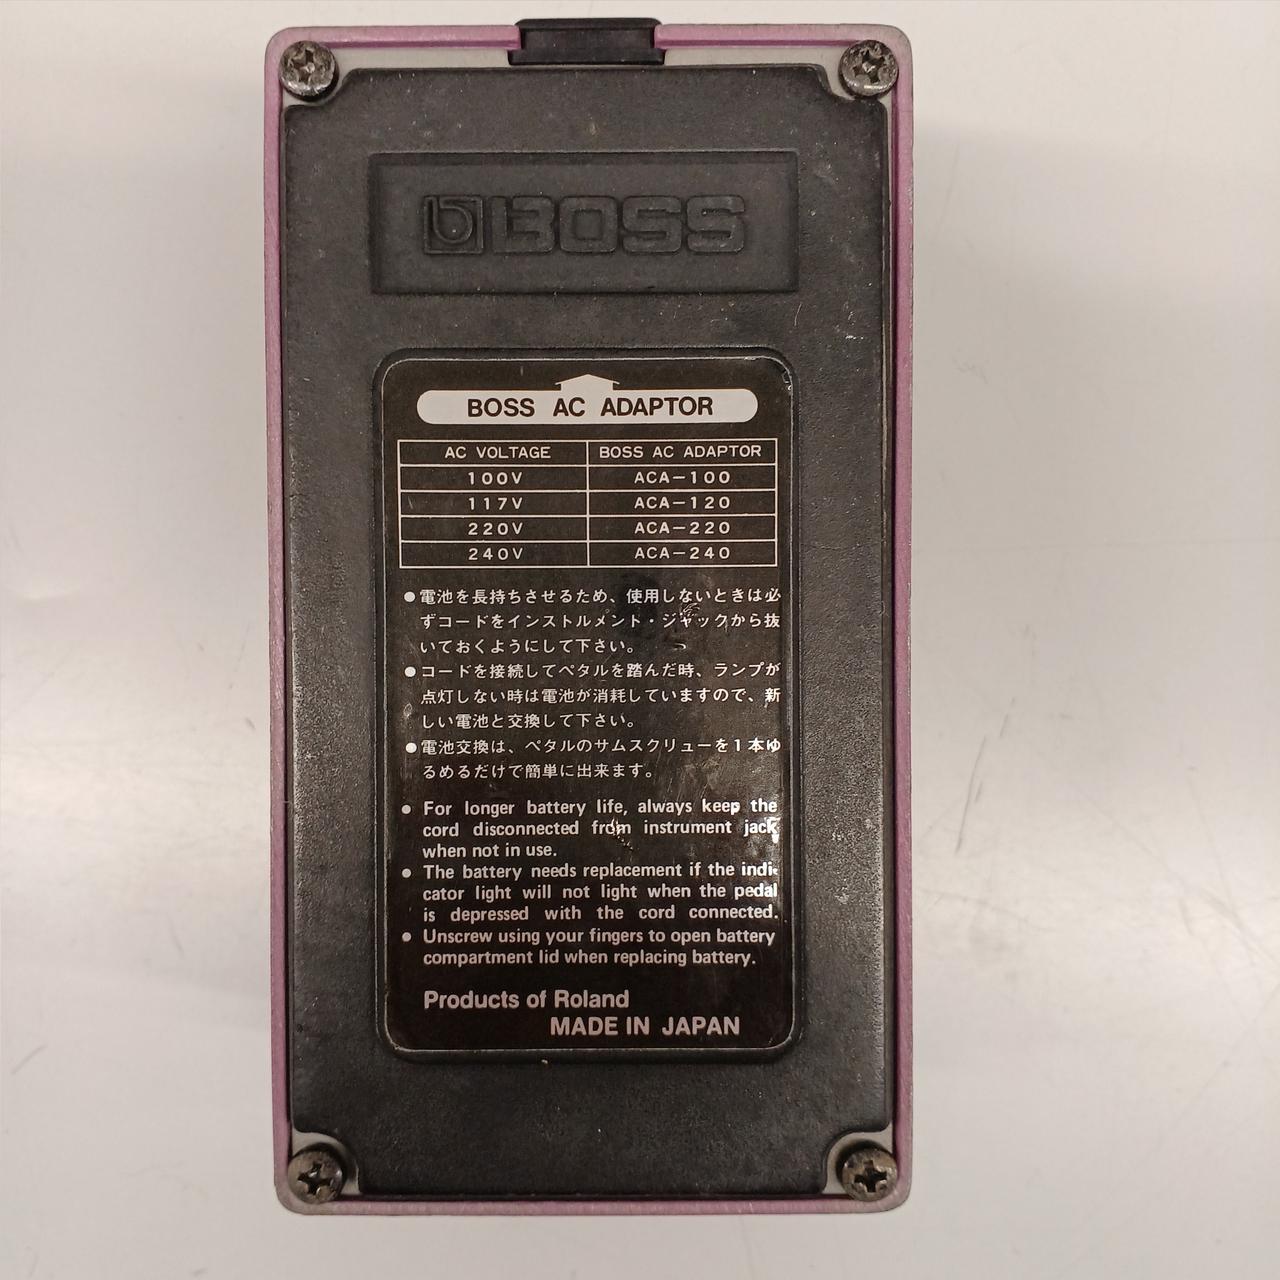 BOSS
BOSS AC ADAPTOR
AC VOLTAGE BOSS AC ADAPTOR
100V ACA-100
117V ACA-120
220V ACA-220
240V ACA-240
●電池を長持ちさせるため、使用しないときは必
ずコードをインストルメント・ジャックから抜
いておくようにして下さい。
●コードを接続してペタルを踏んだ時、ランプが
点灯しない時は電池が消耗していますので、新
しい電池と交換して下さい。
●電池交換は、ペタルのサムスクリューを1本ゆ
るめるだけで簡単に出来ます。
● For longer battery life, always keep the
cord disconnected from instrument jack
when not in use.
● The battery needs replacement if the indi-
cator light will not light when the pedal
is depressed with the cord connected.
● Unscrew using your fingers to open battery
compartment lid when replacing battery.
Products of Roland
MADE IN JAPAN